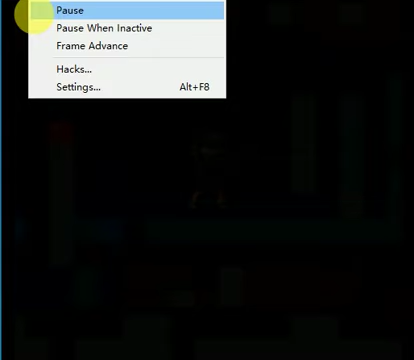 Pause
Pause When Inactive
Frame Advance
Hacks...
Settings... Alt+F8